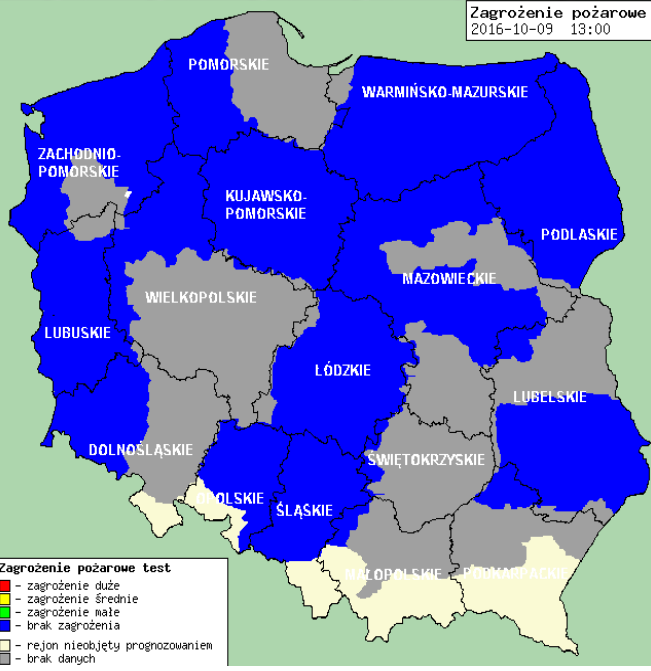 Zagrożenie pożarowe
2016-10-09 13:00
POMORSKIE
WARMIŃSKO-MAZURSKIE
ZACHODNIO-
POMORSKIE
KUJAWSKO-
POMORSKIE
PODLASKIE
MAZOWIECKIE
WIELKOPOLSKIE
LUBUSKIE
ŁÓDZKIE
LUBELSKIE
DOLNOŚLĄSKIE
ŚWIĘTOKRZYSKIE
OPOLSKIE
ŚLĄSKIE
MAŁOPOLSKIE
PODKARPACKIE
Zagrożenie pożarowe test
- zagrożenie duże
- zagrożenie średnie
- zagrożenie małe
- brak zagrożenia
- rejon nieobjęty prognozowaniem
- brak danych